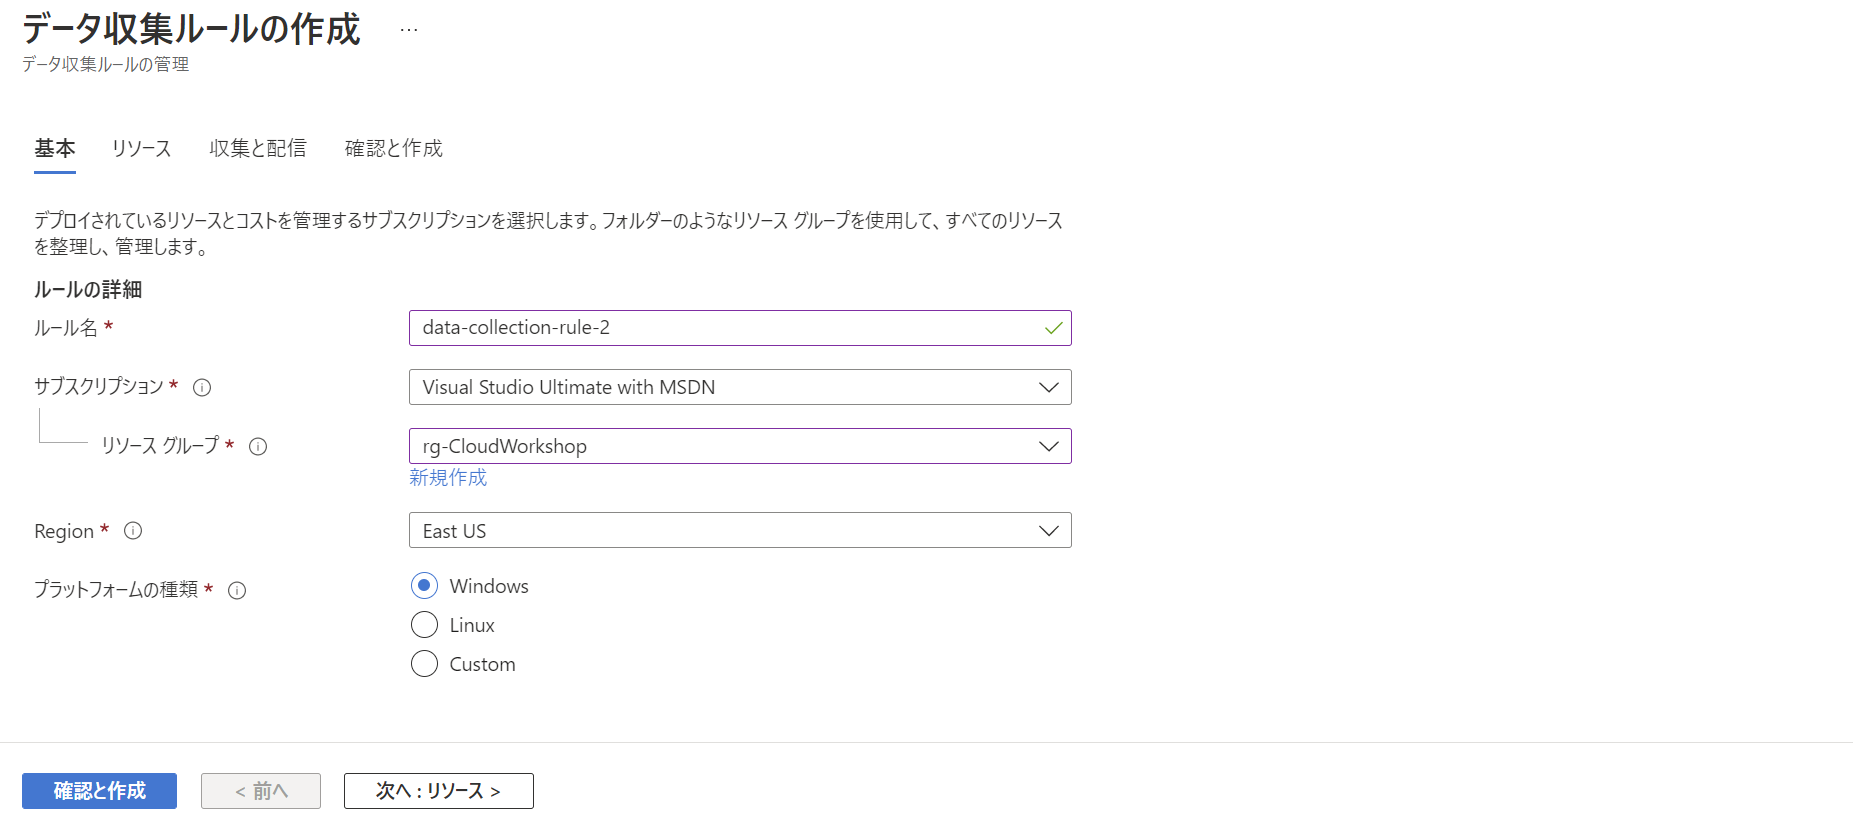 データ収集ルールの作成 …
データ収集ルールの管理
基本 リソース 収集と配信 確認と作成
デプロイされているリソースとコストを管理するサブスクリプションを選択します。フォルダーのようなリソース グループを使用して、すべてのリソース
を整理し、管理します。
ルールの詳細
ルール名 *
data-collection-rule-2
サブスクリプション *
Visual Studio Ultimate with MSDN
リソース グループ *
rg-CloudWorkshop
新規作成
Region *
East US
プラットフォームの種類 *
Windows
Linux
Custom
確認と作成 < 前へ 次へ : リソース >